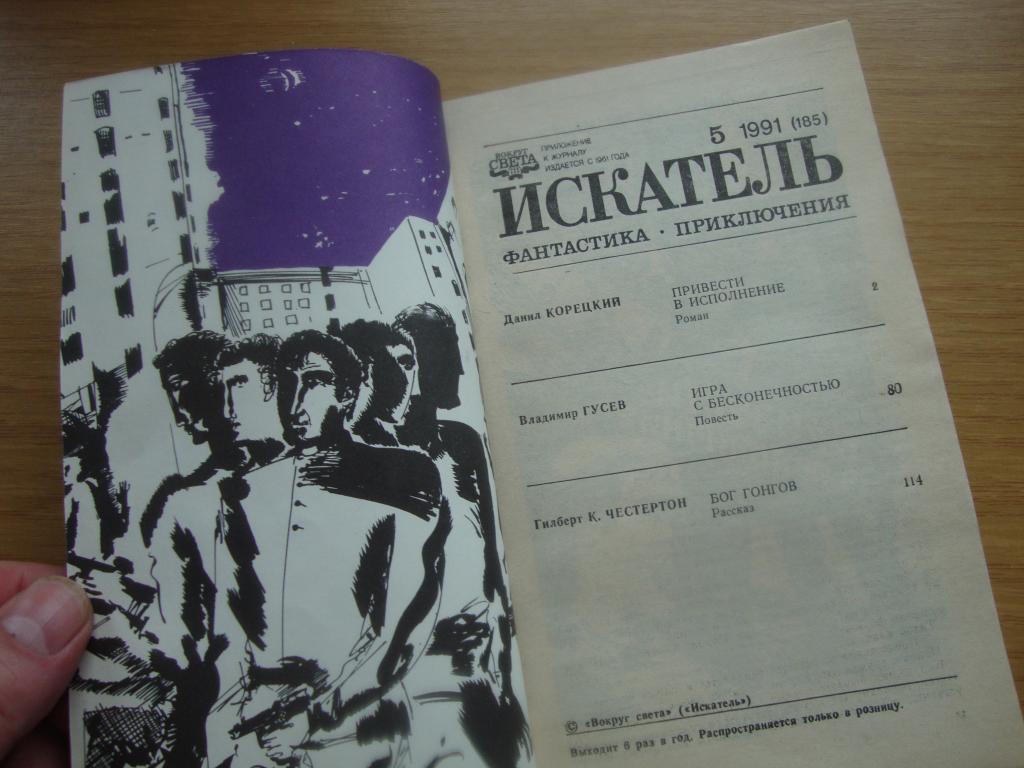 ВОКРУГ
СВЕТА
ПРИЛОЖЕНИЕ
К ЖУРНАЛУ
ИЗДАЕТСЯ С 1961 ГОДА
5 1991 (185)
ИСКАТЕЛЬ
ФАНТАСТИКА · ПРИКЛЮЧЕНИЯ
Данил КОРЕЦКИЙ
ПРИВЕСТИ
В ИСПОЛНЕНИЕ
Роман
2
Владимир ГУСЕВ
ИГРА
С БЕСКОНЕЧНОСТЬЮ
Повесть
80
Гилберт К. ЧЕСТЕРТОН
БОГ ГОНГОВ
Рассказ
114
© «Вокруг света» («Искатель»)
Выходит 6 раз в год. Распространяется только в розницу.